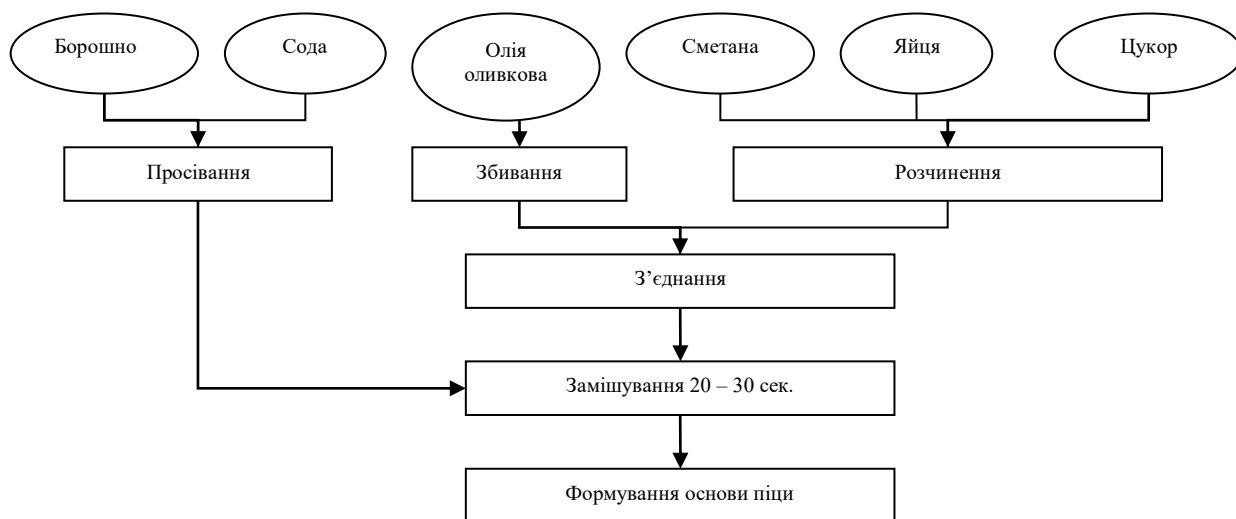 Борошно
Сода
Олія
оливкова
Сметана
Яйця
Цукор
Просівання
Збивання
Розчинення
З’єднання
Замішування 20 – 30 сек.
Формування основи піци